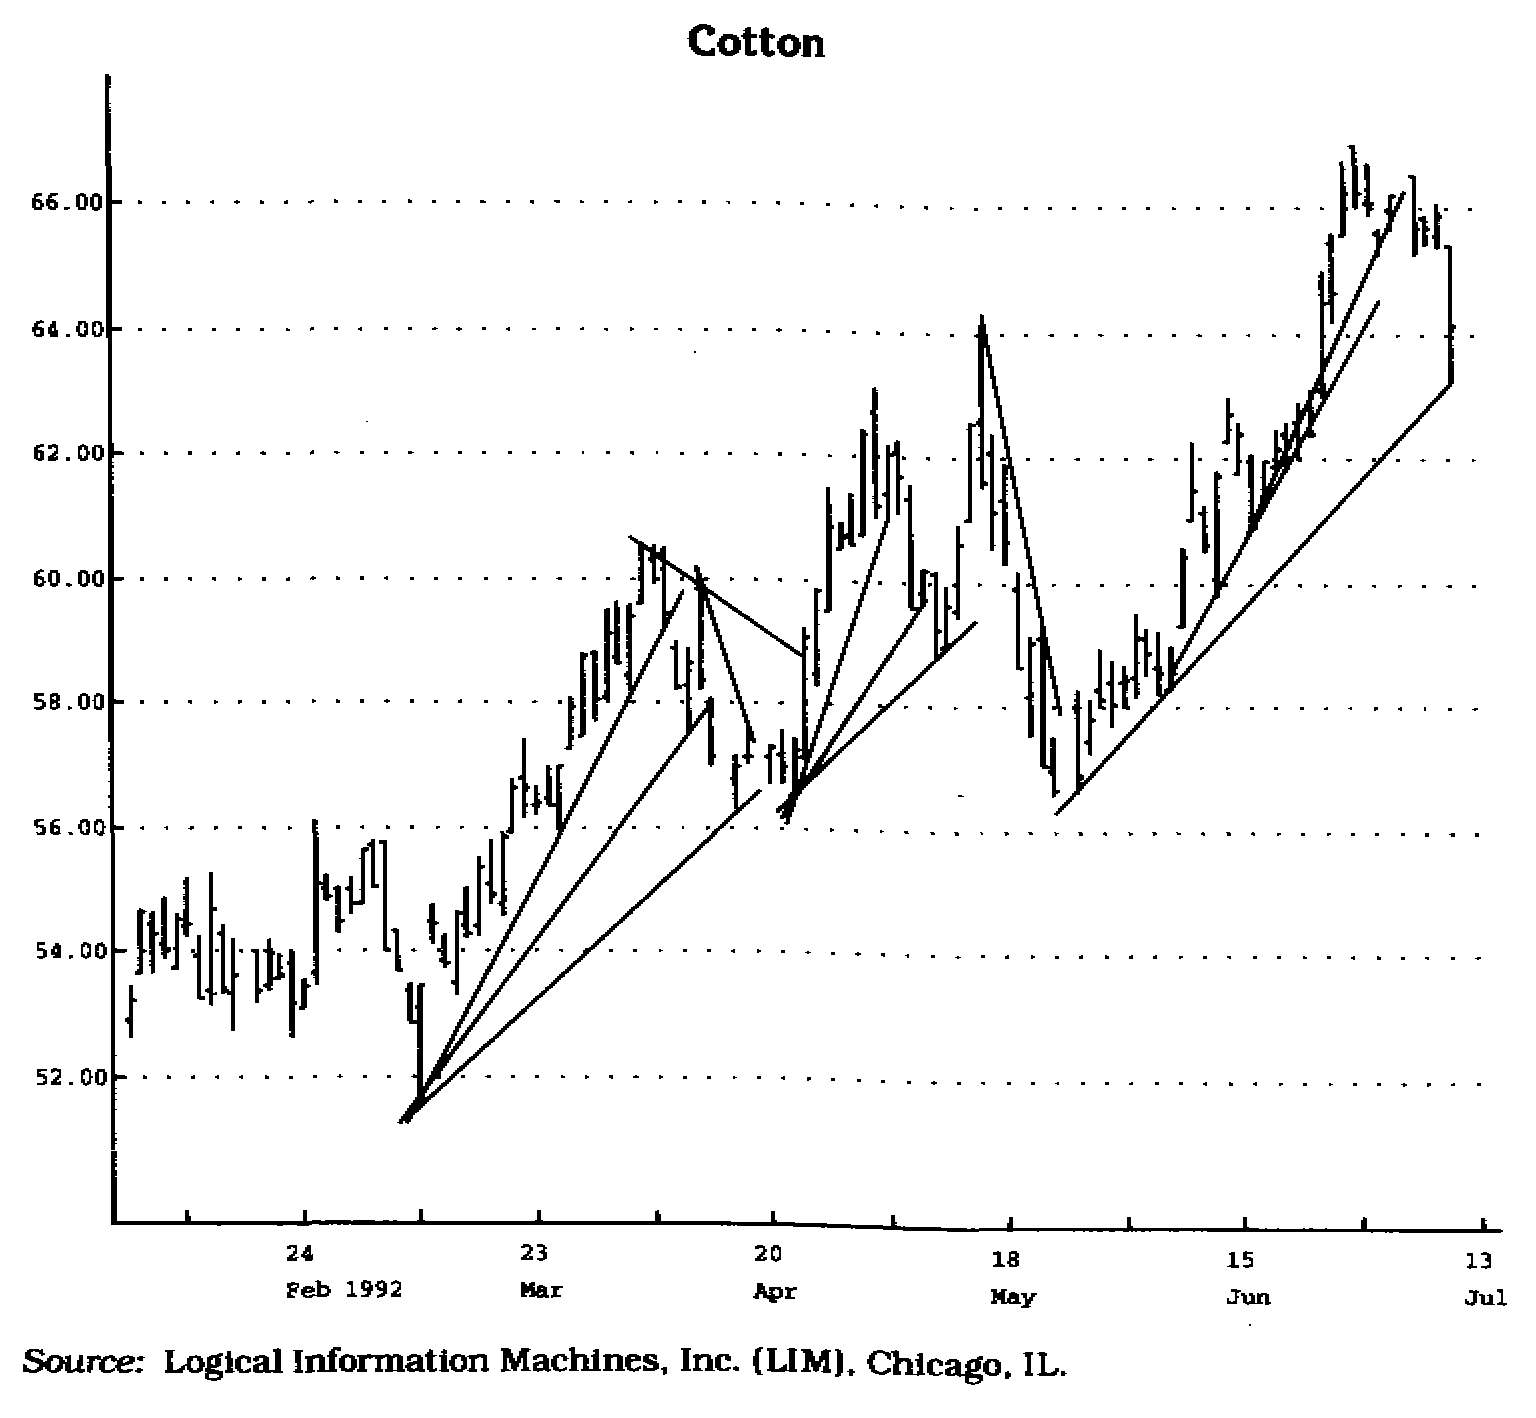 Cotton
66.00
64.00
62.00
60.00
58.00
56.00
54.00
52.00
24 23 20 18 15 13
Feb 1992 Mar Apr May Jun Jul
Source: Logical Information Machines, Inc. (LIM), Chicago, IL.